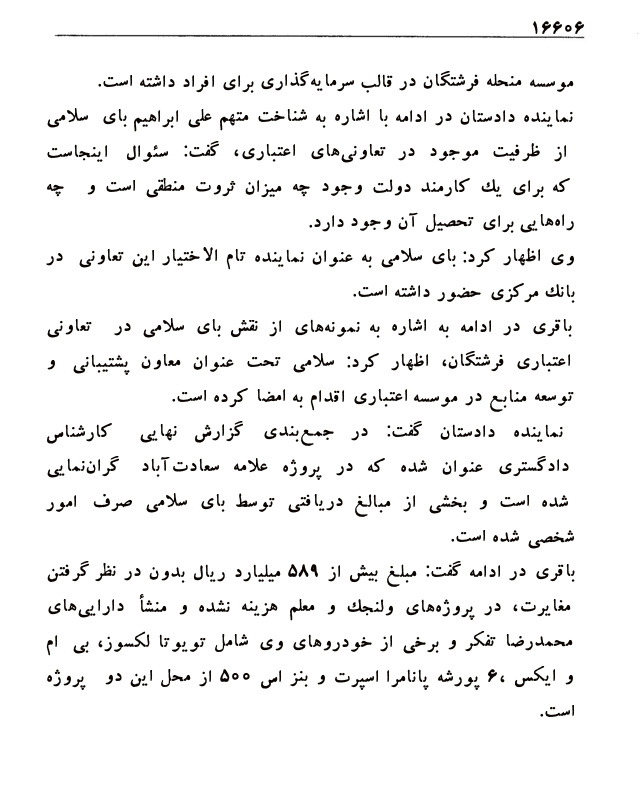 ۱۶۶۰۶
موسسه منحله فرشتگان در قالب سرمایه‌گذاری برای افراد داشته است.
نماینده دادستان در ادامه با اشاره به شناخت متهم علی ابراهیم بای سلامی
از ظرفیت موجود در تعاونی‌های اعتباری، گفت: سئوال اینجاست
که برای یك کارمند دولت وجود چه میزان ثروت منطقی است و چه
راه‌هایی برای تحصیل آن وجود دارد.
وی اظهار کرد: بای سلامی به عنوان نماینده تام الاختیار این تعاونی در
بانك مرکزی حضور داشته است.
باقری در ادامه به اشاره به نمونه‌های از نقش بای سلامی در تعاونی
اعتباری فرشتگان، اظهار کرد: سلامی تحت عنوان معاون پشتیبانی و
توسعه منابع در موسسه اعتباری اقدام به امضا کرده است.
نماینده دادستان گفت: در جمع‌بندی گزارش نهایی کارشناس
دادگستری عنوان شده که در پروژه علامه سعادت‌آباد گران‌نمایی
شده است و بخشی از مبالغ دریافتی توسط بای سلامی صرف امور
شخصی شده است.
باقری در ادامه گفت: مبلغ بیش از ۵۸۹ میلیارد ریال بدون در نظر گرفتن
مغایرت، در پروژه‌های ولنجك و معلم هزینه نشده و منشأ دارایی‌های
محمدرضا تفکر و برخی از خودروهای وی شامل تویوتا لکسوز، بی ام
و ایکس ۶، پورشه پانامرا اسپرت و بنز اس ۵۰۰ از محل این دو پروژه
است.